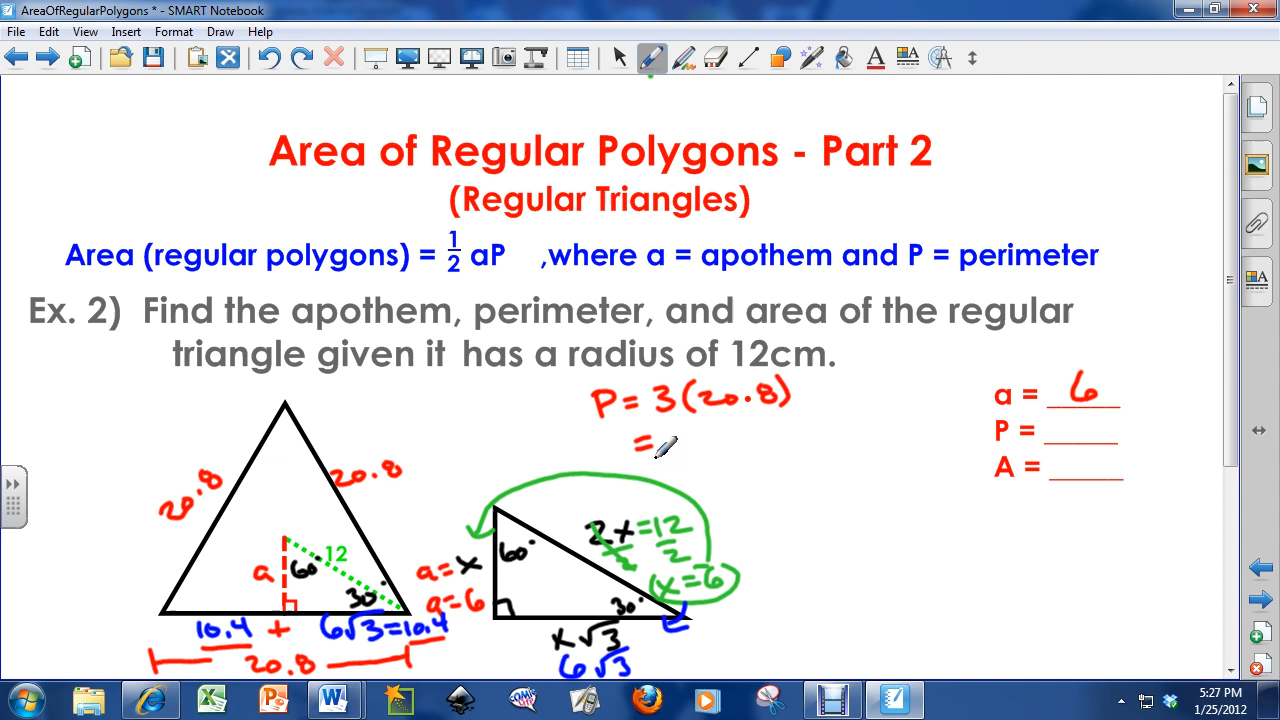 AreaOfRegularPolygons * - SMART Notebook
File Edit View Insert Format Draw Help
Area of Regular Polygons - Part 2
(Regular Triangles)
Area (regular polygons) = 1/2 aP ,where a = apothem and P = perimeter
Ex. 2) Find the apothem, perimeter, and area of the regular
triangle given it has a radius of 12cm.
P = 3(20.8)
=
a = 6
P = _____
A = _____
20.8
20.8
12
a
60°
30°
10.4 + 6√3=10.4
20.8
a = x
a = 6
60°
30°
2x=12
2 2
x=6
x√3
6√3
5:27 PM
1/25/2012